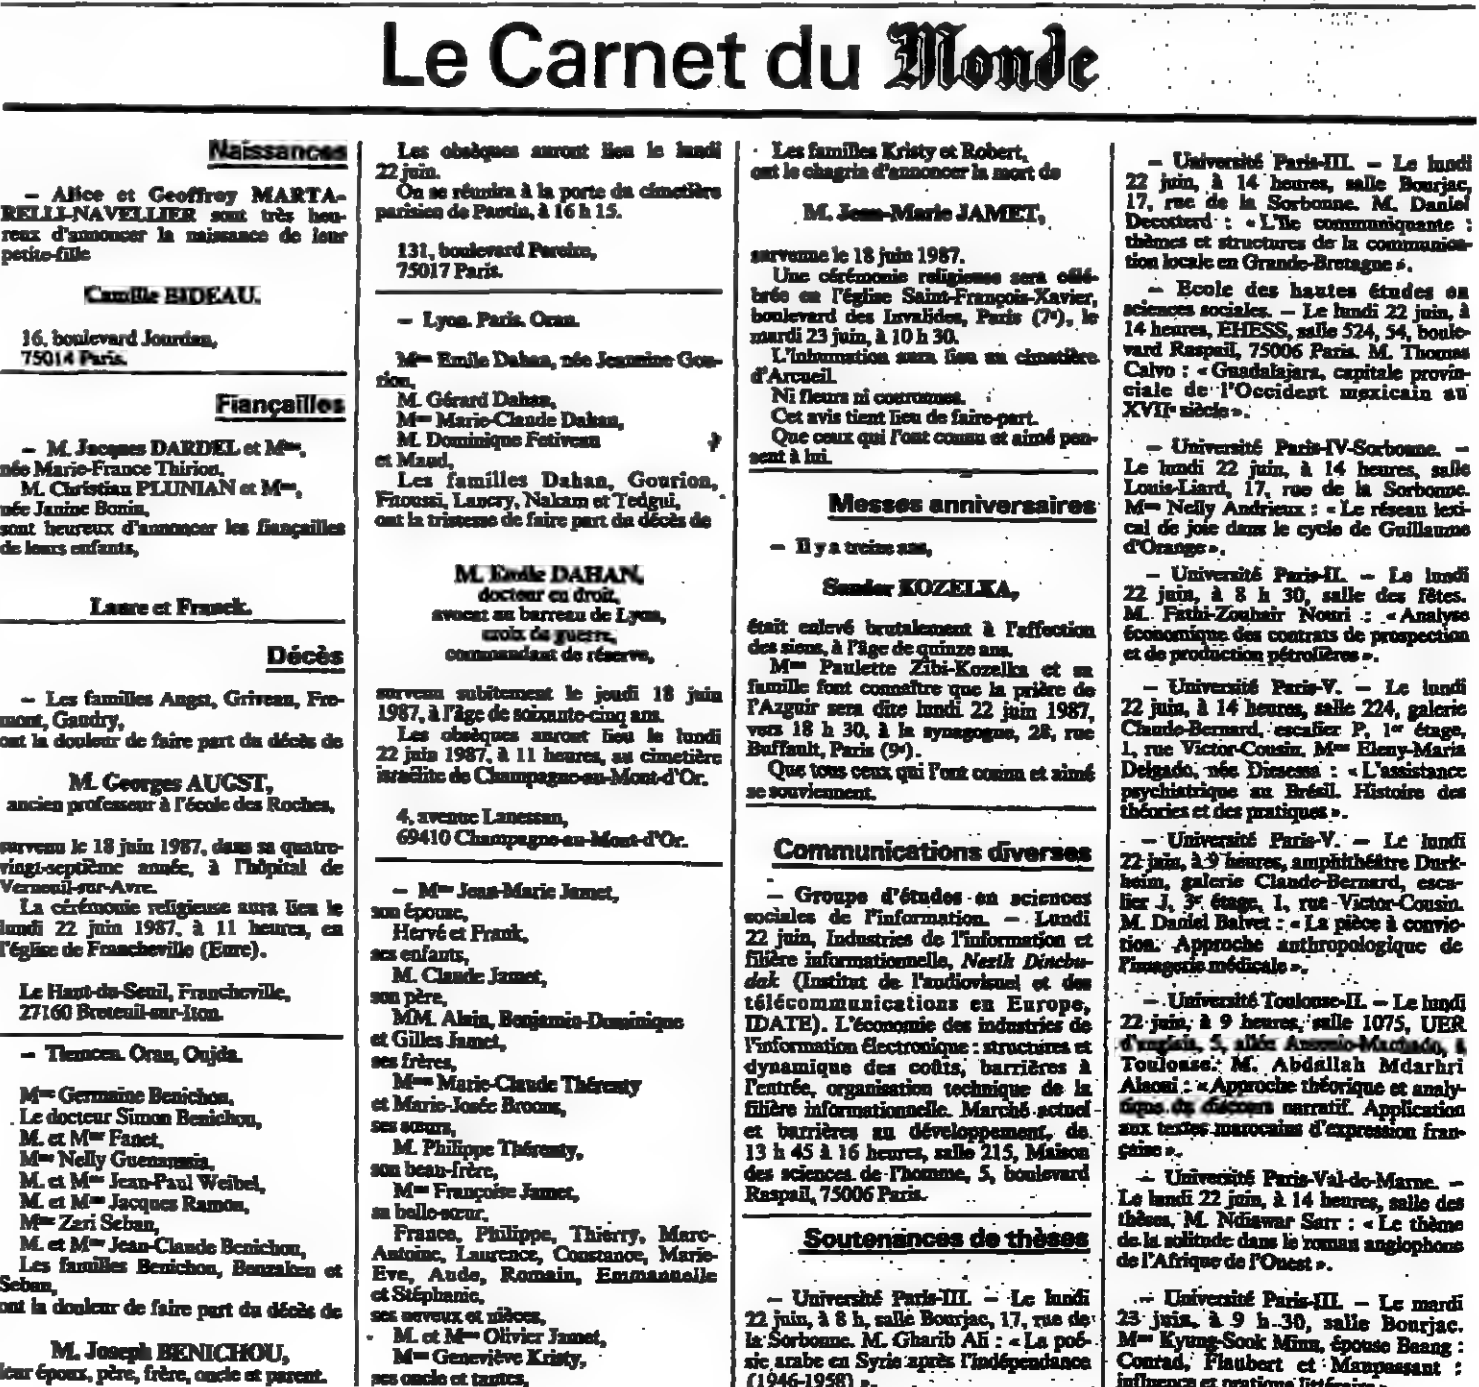 Le Carnet du Monde
Naissances
– Alice et Geoffroy MARTA-
RELLI-NAVELLIER sont très heu-
reux d'annoncer la naissance de leur
petite-fille
Camille BIDEAU.
16, boulevard Jourdan,
75014 Paris.
Fiançailles
– M. Jacques DARDEL et Mme,
née Marie-France Thirion,
M. Christian PLUNIAN et Mme,
née Janine Bonin,
sont heureux d'annoncer les fiançailles
de leurs enfants,
Laure et Franck.
Décès
– Les familles Angst, Griveau, Fre-
mont, Gandry,
ont la douleur de faire part du décès de
M. Georges AUGST,
ancien professeur à l'école des Roches,
survenu le 18 juin 1987, dans sa quatre-
vingt-septième année, à l'hôpital de
Verneuil-sur-Avre.
La cérémonie religieuse aura lieu le
lundi 22 juin 1987, à 11 heures, en
l'église de Francheville (Eure).
Le Haut-du-Seuil, Francheville,
27160 Breteuil-sur-Iton.
– Tlemcen. Oran, Oujda.
Mme Germaine Benichou,
Le docteur Simon Benichou,
M. et Mme Fanet,
Mme Nelly Guenansia,
M. et Mme Jean-Paul Weibel,
M. et Mme Jacques Ramon,
Mme Zari Seban,
M. et Mme Jean-Claude Benichou,
Les familles Benichou, Benzaken et
Seban,
ont la douleur de faire part du décès de
M. Joseph BENICHOU,
leur époux, père, frère, oncle et parent.
Les obsèques auront lieu le lundi
22 juin.
On se réunira à la porte du cimetière
parisien de Pantin, à 16 h 15.
131, boulevard Pereire,
75017 Paris.
– Lyon. Paris. Oran.
Mme Emile Dahan, née Jeannine Gou-
rion,
M. Gérard Dahan,
Mme Marie-Claude Dahan,
M. Dominique Fetiveau
et Maud,
Les familles Dahan, Gourion,
Fitoussi, Lancry, Nakam et Tedgui,
ont la tristesse de faire part du décès de
M. Emile DAHAN,
docteur en droit,
avocat au barreau de Lyon,
croix de guerre,
commandant de réserve,
survenu subitement le jeudi 18 juin
1987, à l'âge de soixante-cinq ans.
Les obsèques auront lieu le lundi
22 juin 1987, à 11 heures, au cimetière
israélite de Champagne-au-Mont-d'Or.
4, avenue Lanessan,
69410 Champagne-au-Mont-d'Or.
– Mme Jean-Marie Jamet,
son épouse,
Hervé et Frank,
ses enfants,
M. Claude Jamet,
son père,
MM. Alain, Benjamin-Dominique
et Gilles Jamet,
ses frères,
Mmes Marie-Claude Thérenty
et Marie-Josée Broons,
ses sœurs,
M. Philippe Thérenty,
son beau-frère,
Mme Françoise Jamet,
sa belle-sœur,
France, Philippe, Thierry, Marc-
Antoine, Laurence, Constance, Marie-
Eve, Aude, Romain, Emmanuelle
et Stéphanie,
ses neveux et nièces,
M. et Mme Olivier Jamet,
Mme Geneviève Kristy,
ses oncle et tantes,
Les familles Kristy et Robert,
ont le chagrin d'annoncer la mort de
M. Jean-Marie JAMET,
survenue le 18 juin 1987.
Une cérémonie religieuse sera célé-
brée en l'église Saint-François-Xavier,
boulevard des Invalides, Paris (7e), le
mardi 23 juin, à 10 h 30.
L'inhumation aura lieu au cimetière
d'Arcueil.
Ni fleurs ni couronnes.
Cet avis tient lieu de faire-part.
Que ceux qui l'ont connu et aimé pen-
sent à lui.
Messes anniversaires
– Il y a treize ans,
Sandor KOZELKA,
était enlevé brutalement à l'affection
des siens, à l'âge de quinze ans.
Mme Paulette Zibi-Kozelka et sa
famille font connaître que la prière de
l'Azguir sera dite lundi 22 juin 1987,
vers 18 h 30, à la synagogue, 28, rue
Buffault, Paris (9e).
Que tous ceux qui l'ont connu et aimé
se souviennent.
Communications diverses
– Groupe d'études en sciences
sociales de l'information. – Lundi
22 juin, Industries de l'information et
filière informationnelle, Nezik Dincbu-
dak (Institut de l'audiovisuel et des
télécommunications en Europe,
IDATE). L'économie des industries de
l'information électronique : structures et
dynamique des coûts, barrières à
l'entrée, organisation technique de la
filière informationnelle. Marché actuel
et barrières au développement, de
13 h 45 à 16 heures, salle 215, Maison
des sciences de l'homme, 5, boulevard
Raspail, 75006 Paris.
Soutenances de thèses
– Université Paris-III. – Le lundi
22 juin, à 8 h, salle Bourjac, 17, rue de
la Sorbonne. M. Gharib Ali : « La poé-
sie arabe en Syrie après l'indépendance
(1946-1958) ».
– Université Paris-III. – Le lundi
22 juin, à 14 heures, salle Bourjac,
17, rue de la Sorbonne. M. Daniel
Decotterd : « L'île communiquante :
thèmes et structures de la communica-
tion locale en Grande-Bretagne ».
– Ecole des hautes études en
sciences sociales. – Le lundi 22 juin, à
14 heures, EHESS, salle 524, 54, boule-
vard Raspail, 75006 Paris. M. Thomas
Calvo : « Guadalajara, capitale provin-
ciale de l'Occident mexicain au
XVIIe siècle ».
– Université Paris-IV-Sorbonne. –
Le lundi 22 juin, à 14 heures, salle
Louis-Liard, 17, rue de la Sorbonne.
Mme Nelly Andrieux : « Le réseau lexi-
cal de joie dans le cycle de Guillaume
d'Orange ».
– Université Paris-II. – Le lundi
22 juin, à 8 h 30, salle des fêtes.
M. Fathi-Zouhair Nouri : « Analyse
économique des contrats de prospection
et de production pétrolières ».
– Université Paris-V. – Le lundi
22 juin, à 14 heures, salle 224, galerie
Claude-Bernard, escalier P, 1er étage,
1, rue Victor-Cousin. Mme Eleny-Maria
Delgado, née Diesessa : « L'assistance
psychiatrique au Brésil. Histoire des
théories et des pratiques ».
– Université Paris-V. – Le lundi
22 juin, à 9 heures, amphithéâtre Durk-
heim, galerie Claude-Bernard, esca-
lier J, 3e étage, 1, rue Victor-Cousin.
M. Daniel Balvet : « La pièce à convic-
tion. Approche anthropologique de
l'imagerie médicale ».
– Université Toulouse-II. – Le lundi
22 juin, à 9 heures, salle 1075, UER
d'anglais, 5, allée Antonio-Machado, à
Toulouse. M. Abdallah Mdarhri
Alaoui : « Approche théorique et analy-
tique du discours narratif. Application
aux textes marocains d'expression fran-
çaise ».
– Université Paris-Val-de-Marne. –
Le lundi 22 juin, à 14 heures, salle des
thèses, M. Ndiawar Sarr : « Le thème
de la solitude dans le roman anglophone
de l'Afrique de l'Ouest ».
– Université Paris-III. – Le mardi
23 juin, à 9 h 30, salle Bourjac.
Mme Kyung-Sook Minn, épouse Baang :
Conrad, Flaubert et Maupassant :
influence et pratique littéraire